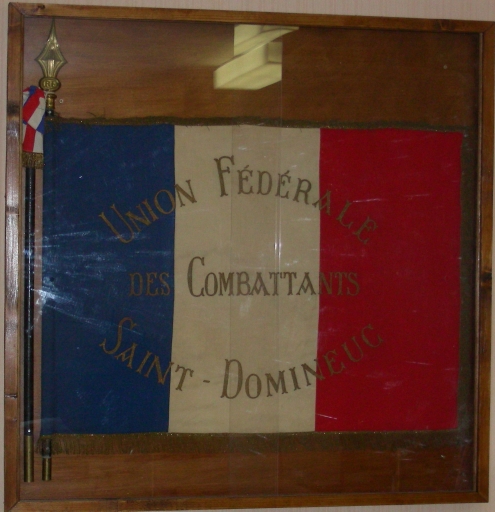 Union Fédérale
des Combattants
Saint-Domineuc